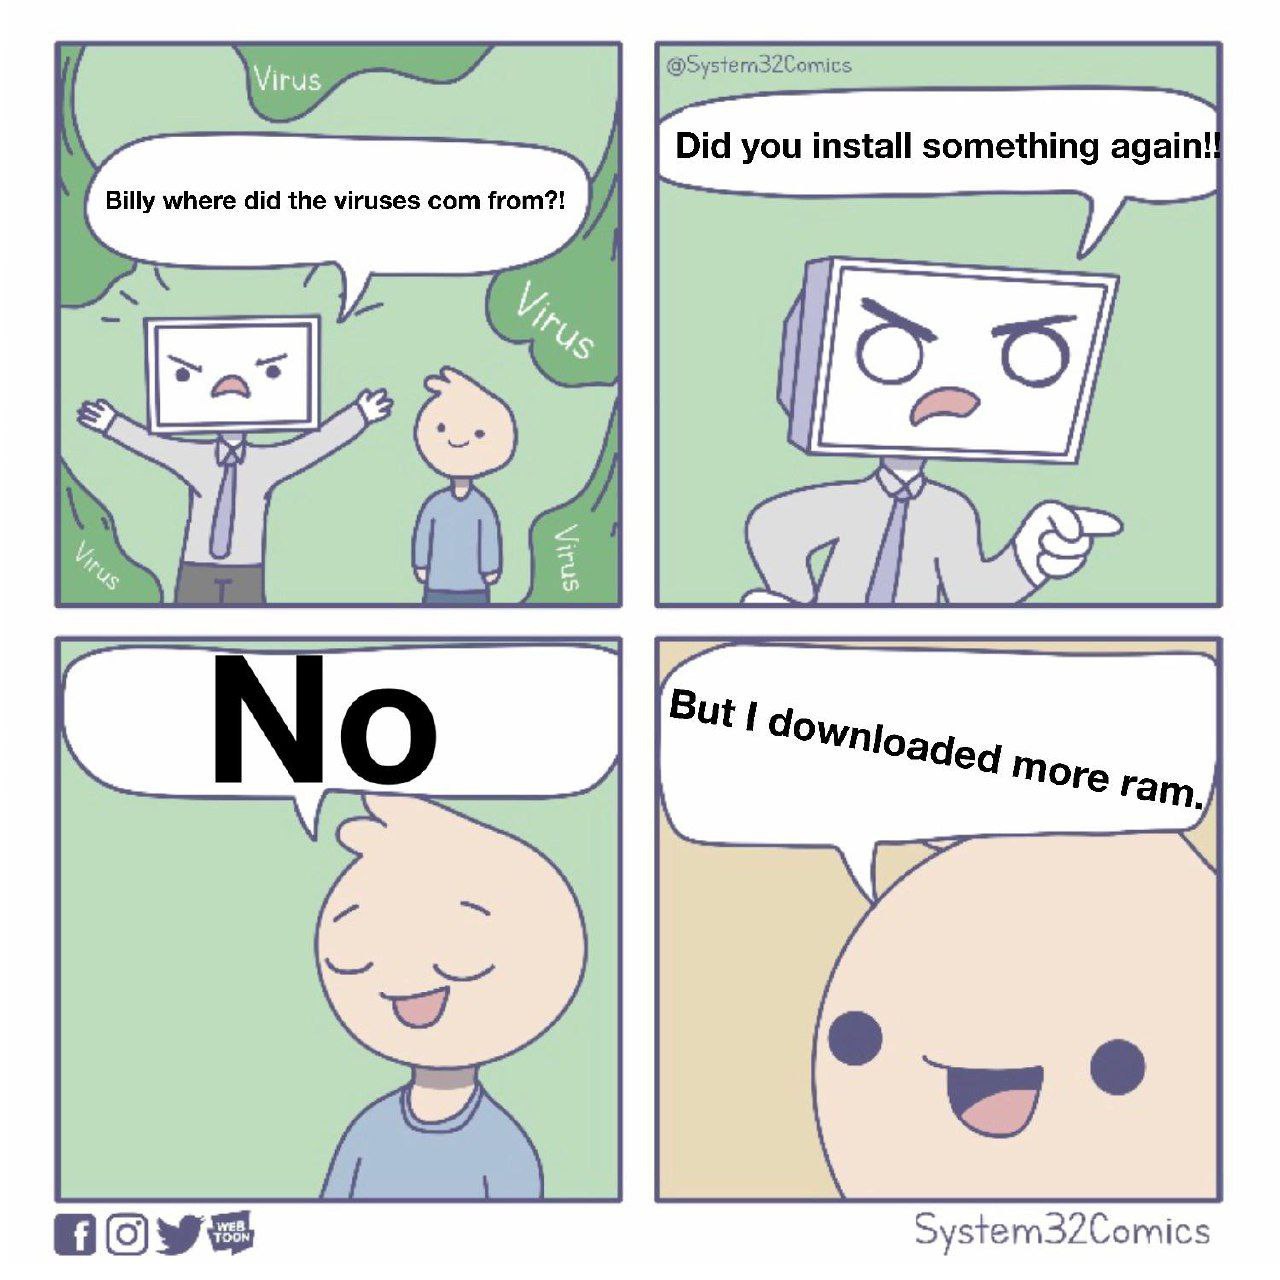 Virus
Billy where did the viruses com from?!
Virus
Virus
Virus
@System32Comics
Did you install something again!!
No
But I downloaded more ram.
f
WEB
TOON
System32Comics